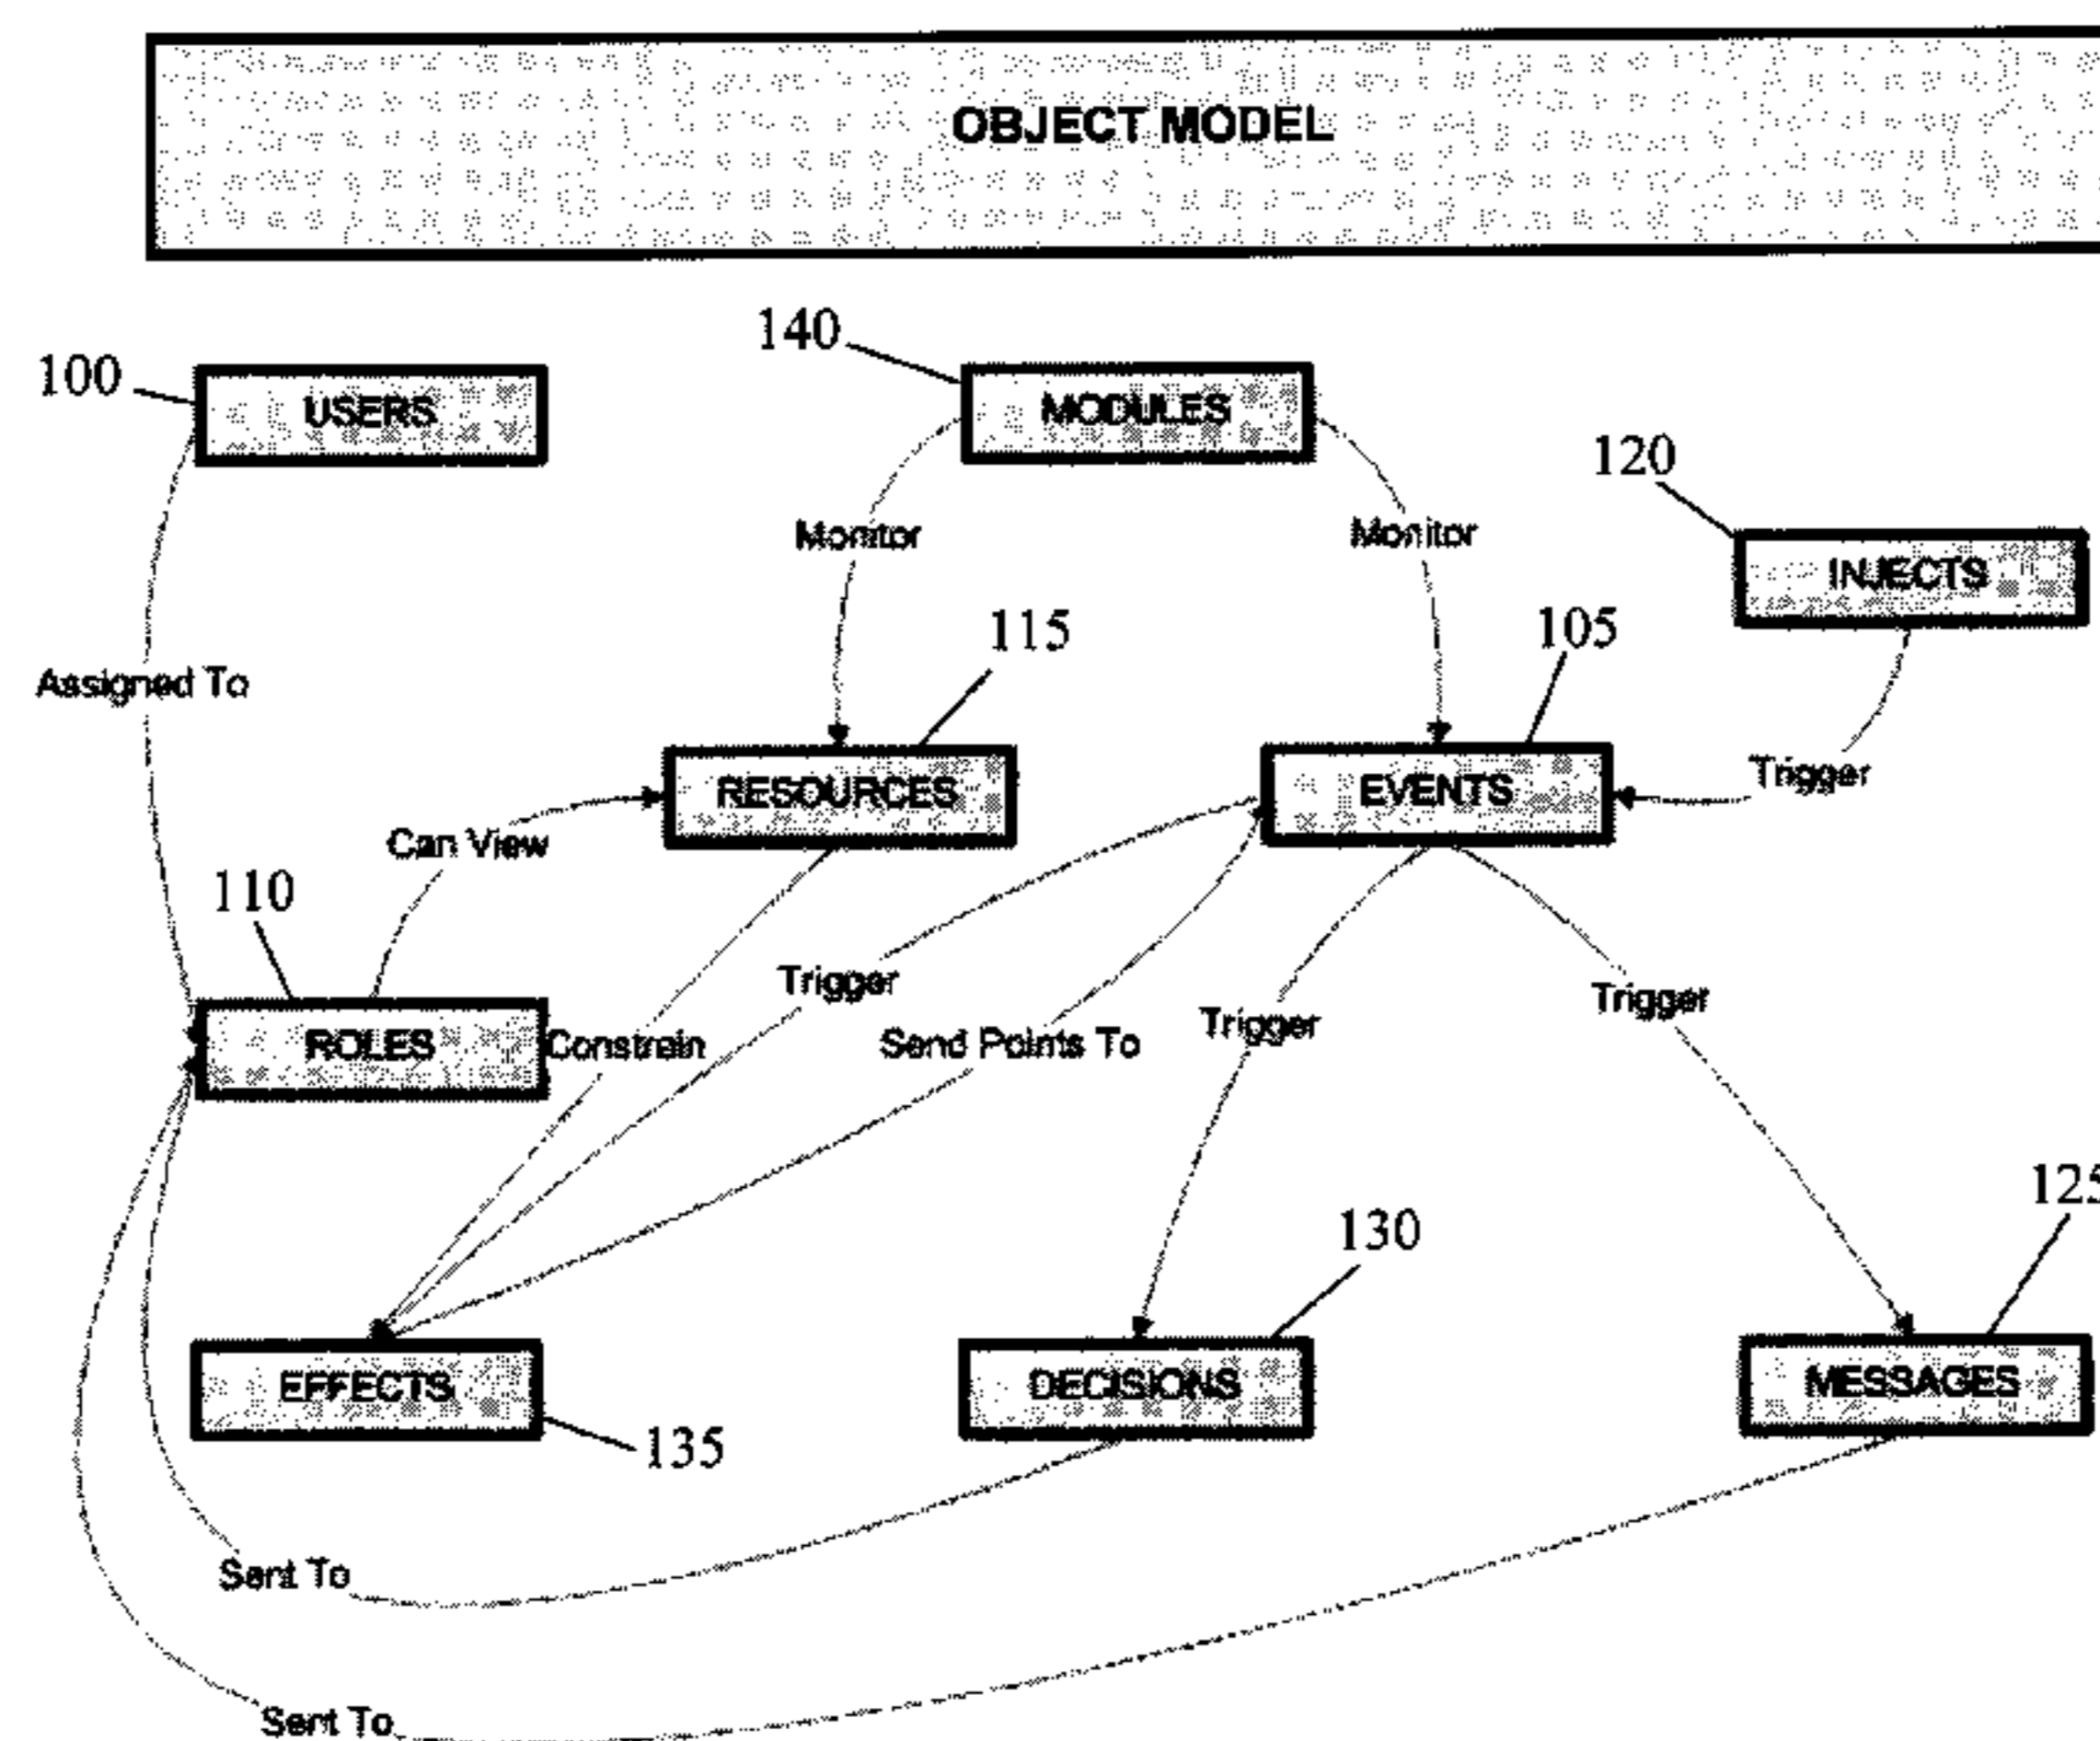 OBJECT MODEL
140
100
USERS
MODULES
120
Monitor
Monitor
INJECTS
115
105
Assigned To
Trigger
RESOURCES
EVENTS
Can View
110
Trigger
Trigger
Trigger
ROLES
Constrain
Send Points To
125
130
EFFECTS
DECISIONS
MESSAGES
135
Sent To
Sent To